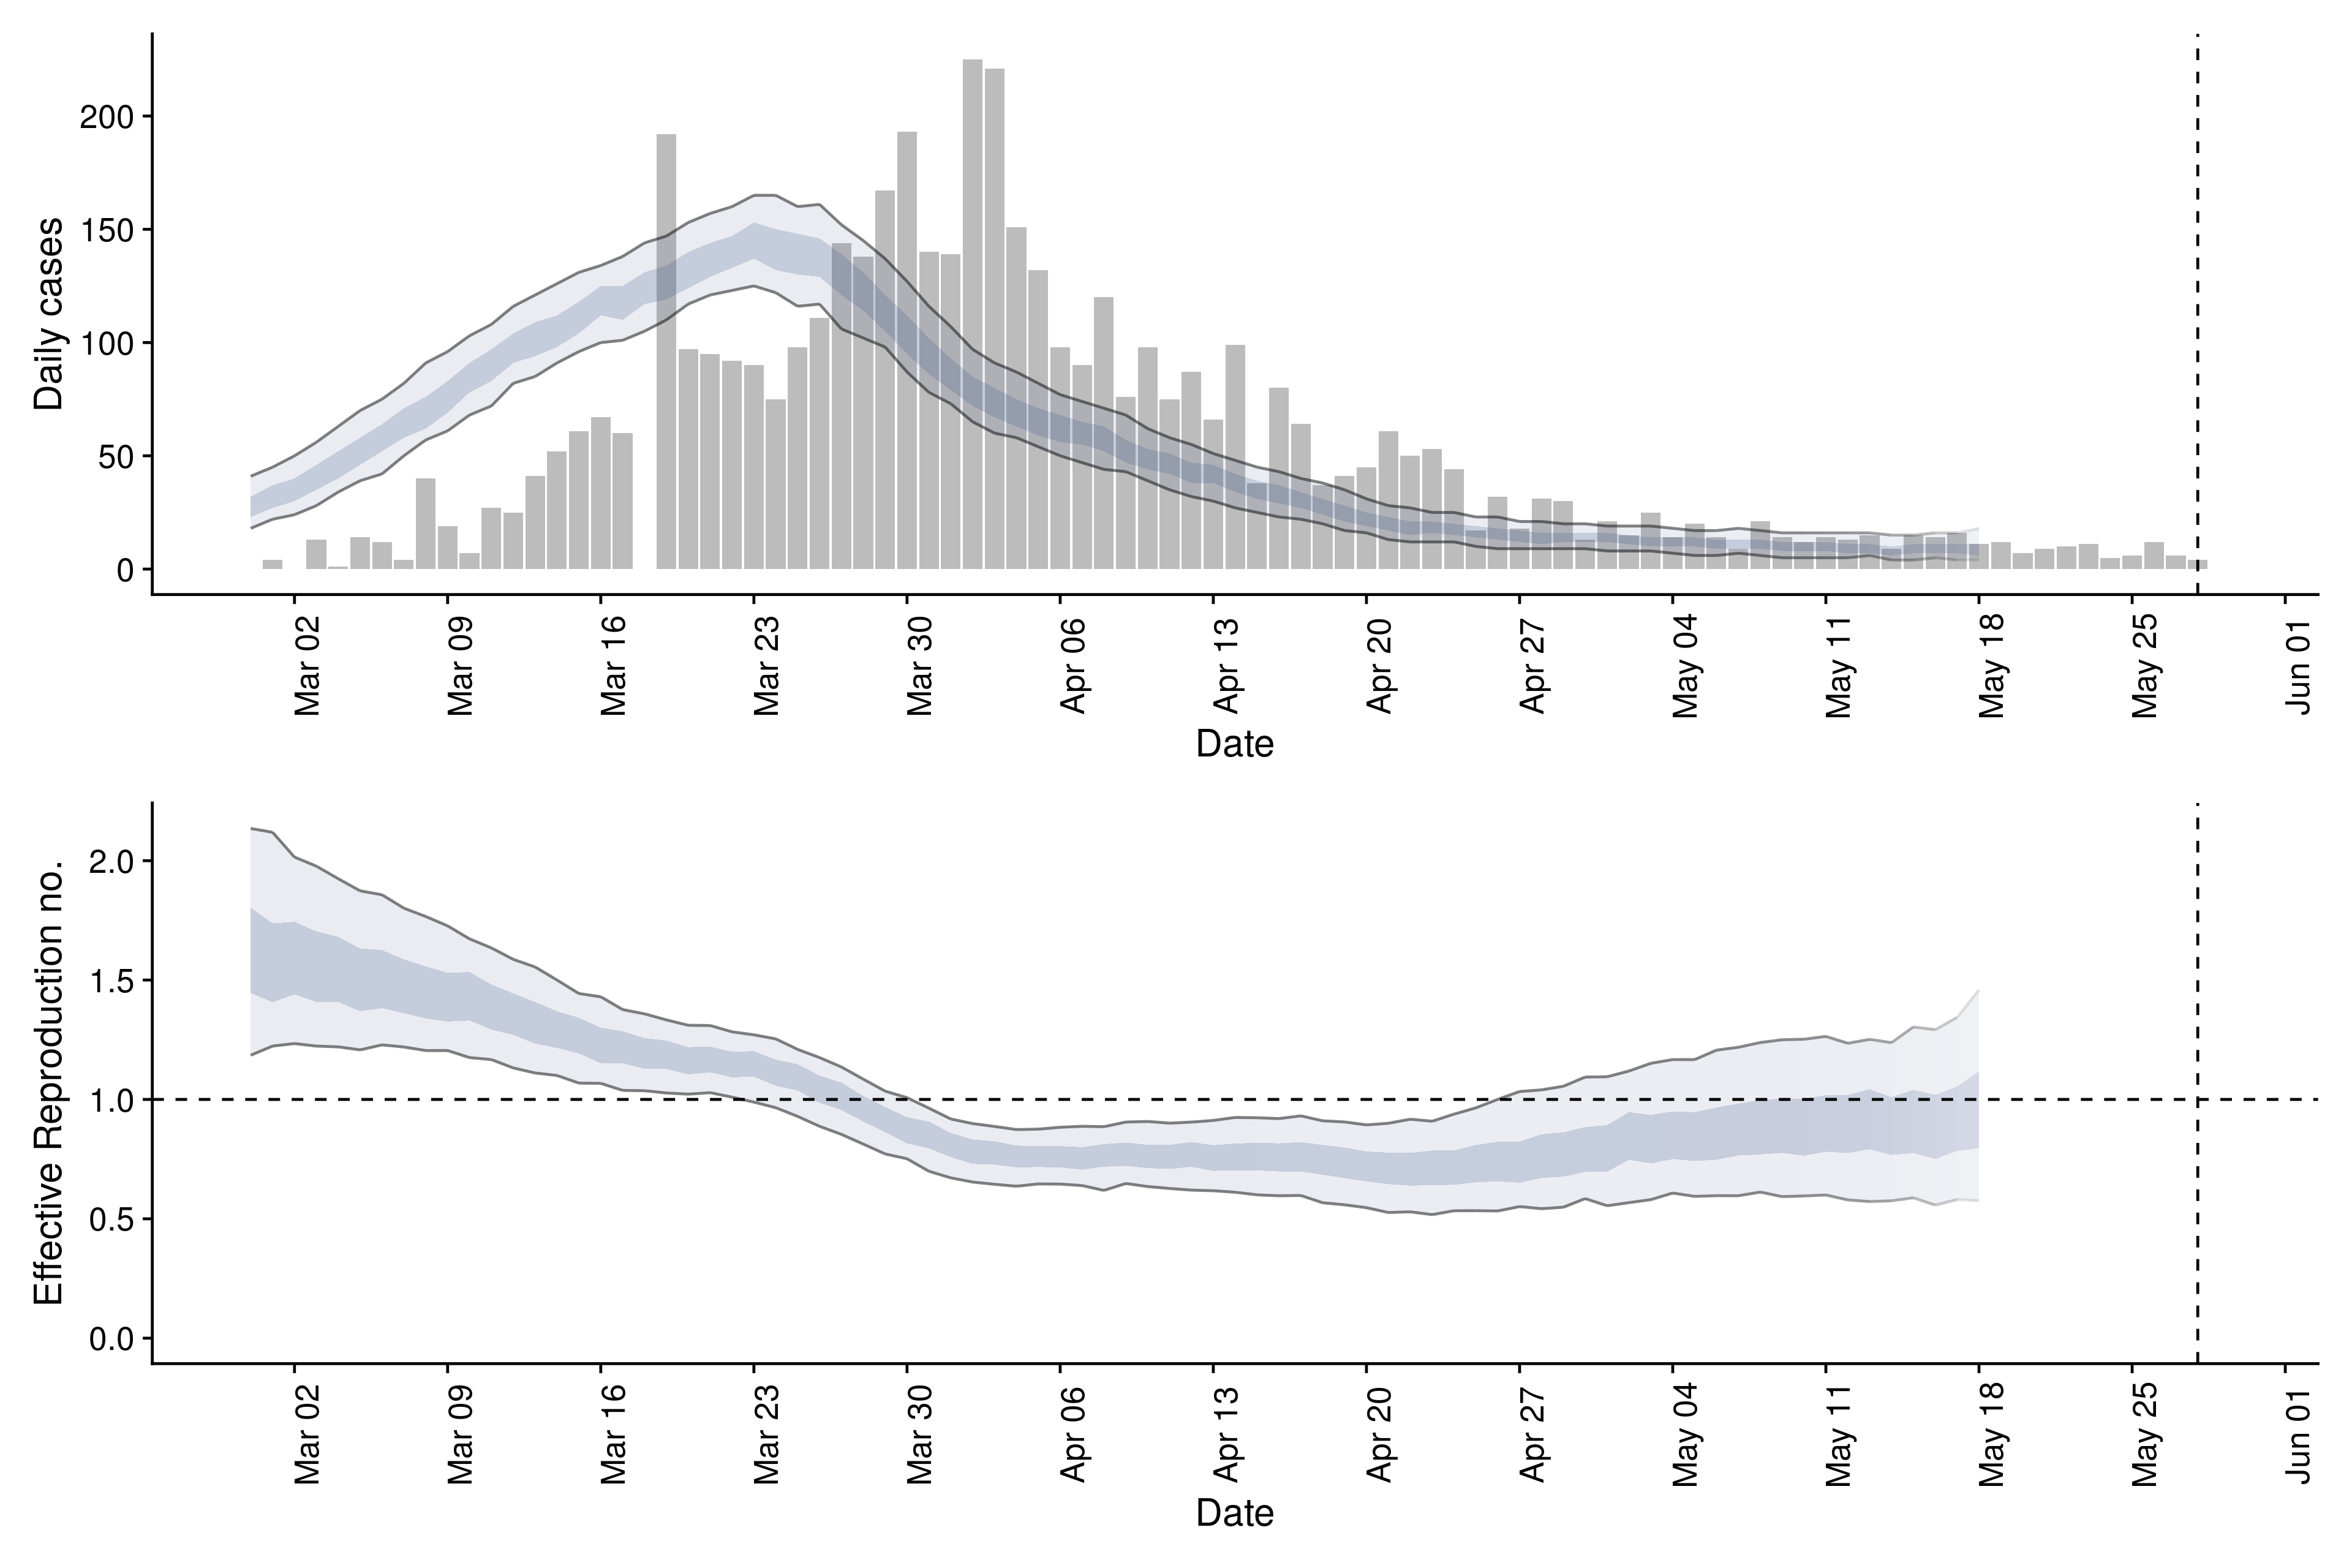 Daily cases
200
150
100
50
0
Mar 02
Mar 09
Mar 16
Mar 23
Mar 30
Apr 06
Apr 13
Apr 20
Apr 27
May 04
May 11
May 18
May 25
Jun 01
Date
Effective Reproduction no.
2.0
1.5
1.0
0.5
0.0
Mar 02
Mar 09
Mar 16
Mar 23
Mar 30
Apr 06
Apr 13
Apr 20
Apr 27
May 04
May 11
May 18
May 25
Jun 01
Date